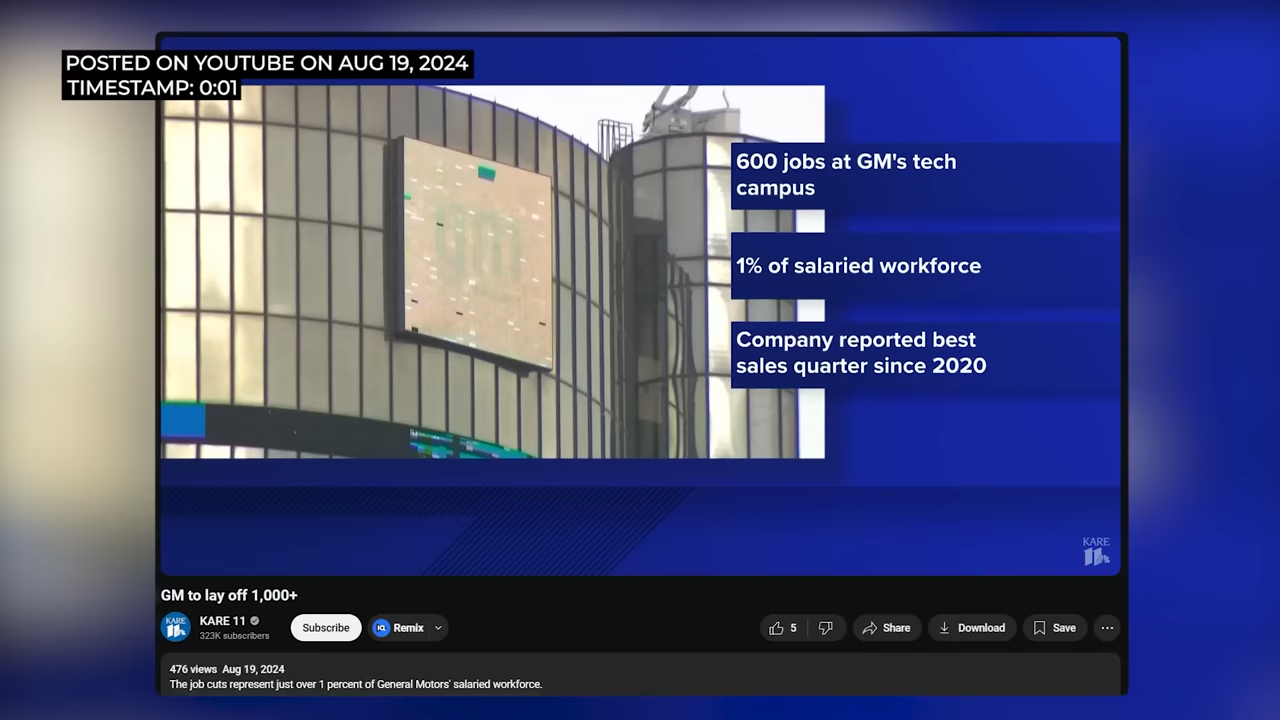 POSTED ON YOUTUBE ON AUG 19, 2024
TIMESTAMP: 0:01
600 jobs at GM's tech
campus
1% of salaried workforce
Company reported best
sales quarter since 2020
KARE
11
GM to lay off 1,000+
KARE
11
KARE 11
323K subscribers
Subscribe
Remix
5
Share
Download
Save
476 views Aug 19, 2024
The job cuts represent just over 1 percent of General Motors' salaried workforce.